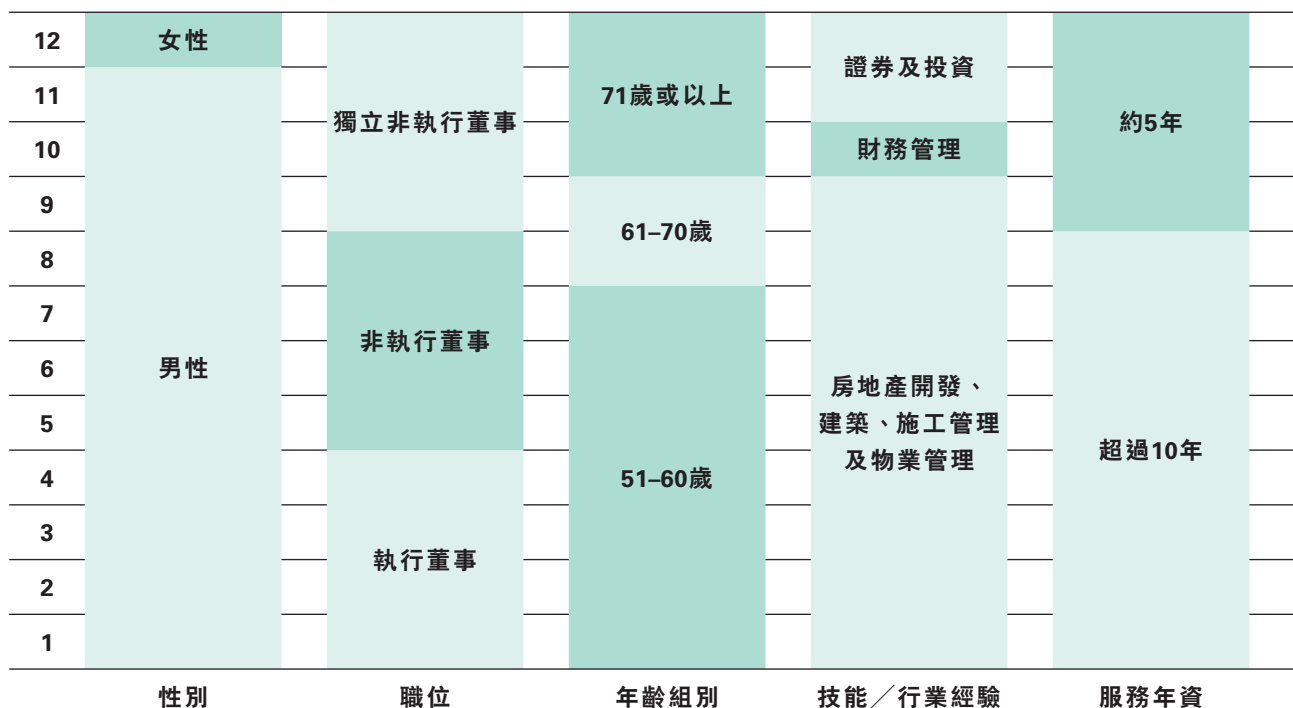 12
女性
證券及投資
11
71歲或以上
獨立非執行董事
約5年
10
財務管理
9
61–70歲
8
7
非執行董事
6
男性
房地產開發、
5
建築、施工管理
超過10年
4
51–60歲
及物業管理
3
執行董事
2
1
性別
職位
年齡組別
技能／行業經驗
服務年資